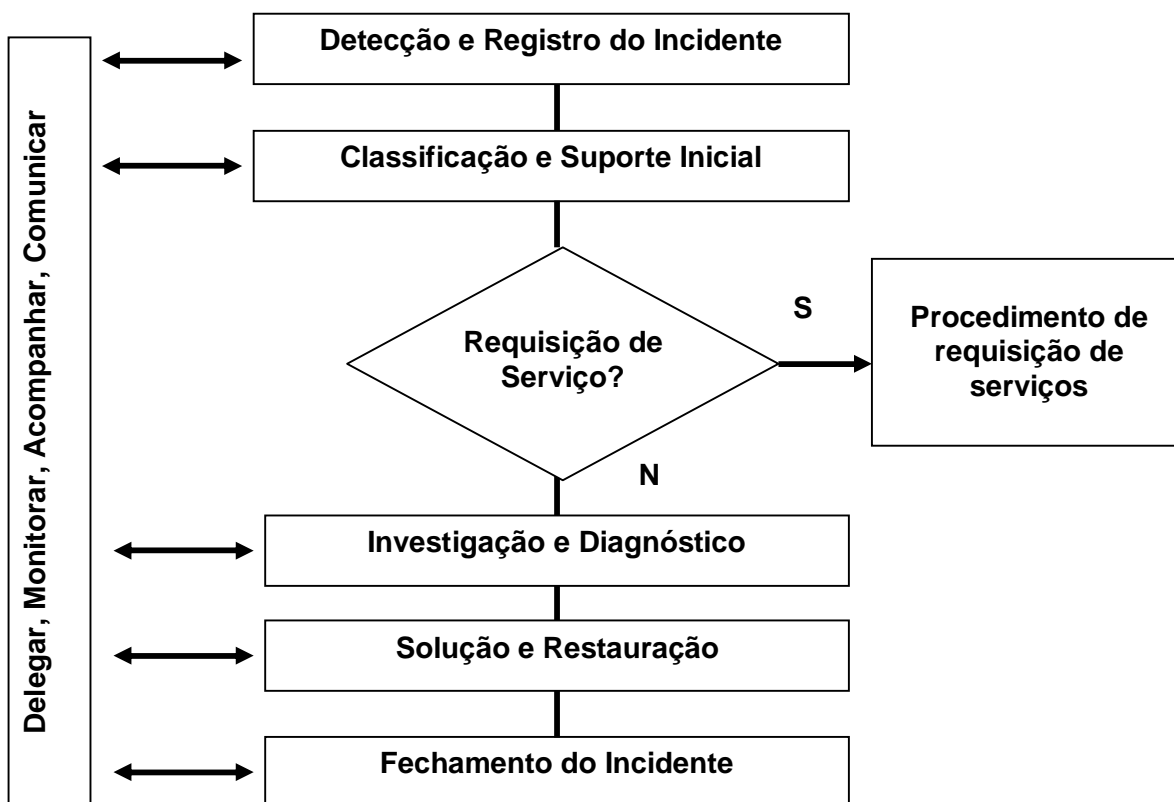 Detecção e Registro do Incidente
Delegar, Monitorar, Acompanhar, Comunicar
Classificação e Suporte Inicial
Requisição de
Serviço?
S
Procedimento de
requisição de
serviços
N
Investigação e Diagnóstico
Solução e Restauração
Fechamento do Incidente